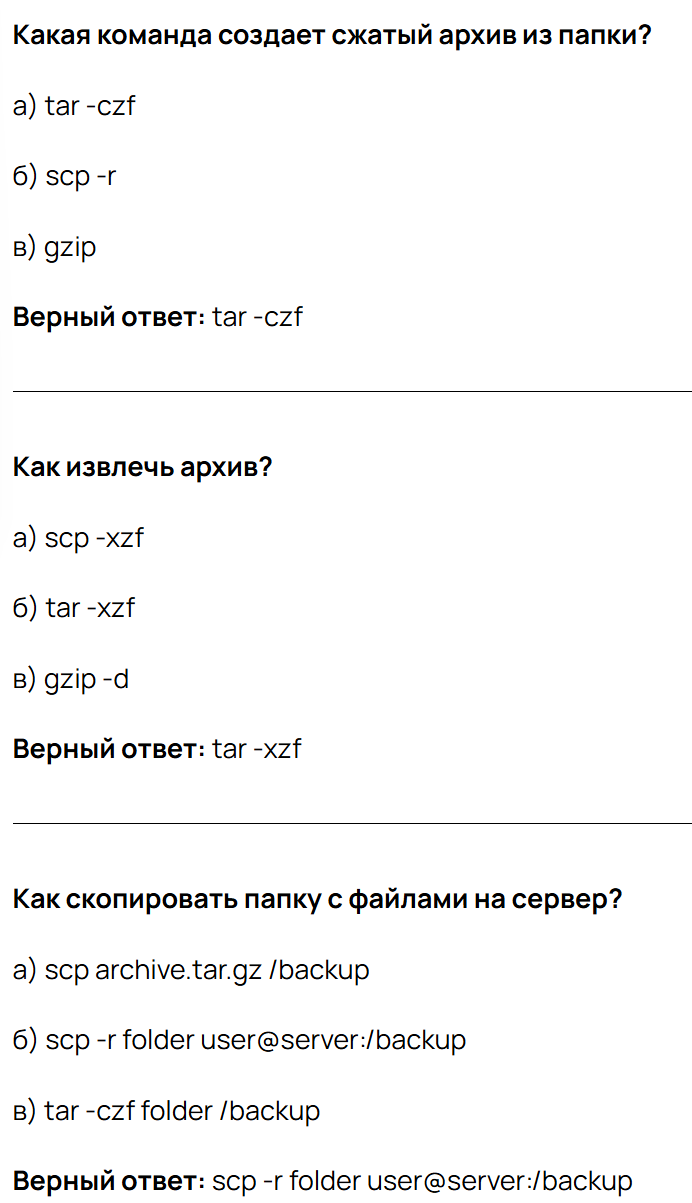 Какая команда создает сжатый архив из папки?
а) tar -czf
б) scp -r
в) gzip
Верный ответ: tar -czf
Как извлечь архив?
а) scp -xzf
б) tar -xzf
в) gzip -d
Верный ответ: tar -xzf
Как скопировать папку с файлами на сервер?
а) scp archive.tar.gz /backup
б) scp -r folder user@server:/backup
в) tar -czf folder /backup
Верный ответ: scp -r folder user@server:/backup